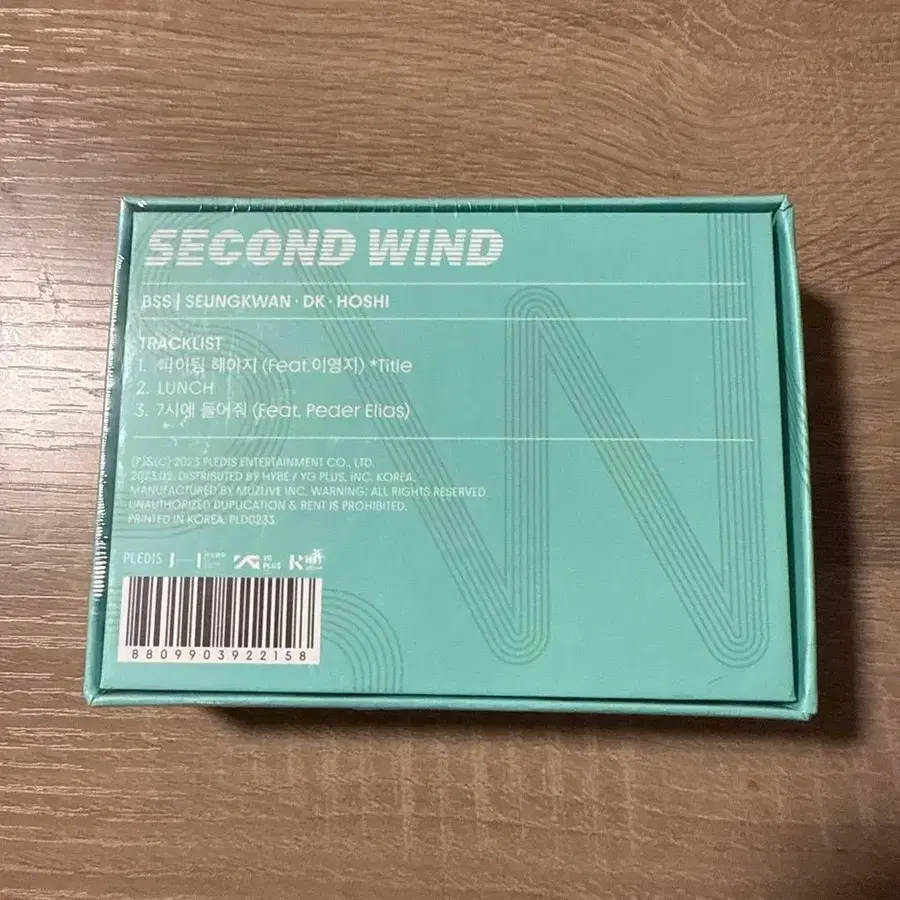 SECOND WIND
BSS | SEUNGKWAN · DK · HOSHI
TRACKLIST
1. 파이팅 해야지 (Feat.이영지) *Title
2. LUNCH
3. 7시에 들어줘 (Feat. Peder Elias)
(P)&(C) 2023 PLEDIS ENTERTAINMENT CO., LTD.
2023.02. DISTRIBUTED BY HYBE / YG PLUS, INC. KOREA.
MANUFACTURED BY MUZLIVE INC. WARNING: ALL RIGHTS RESERVED.
UNAUTHORIZED DUPLICATION & RENT IS PROHIBITED.
PRINTED IN KOREA. PLD0233
PLEDIS YG PLUS
8809903922158